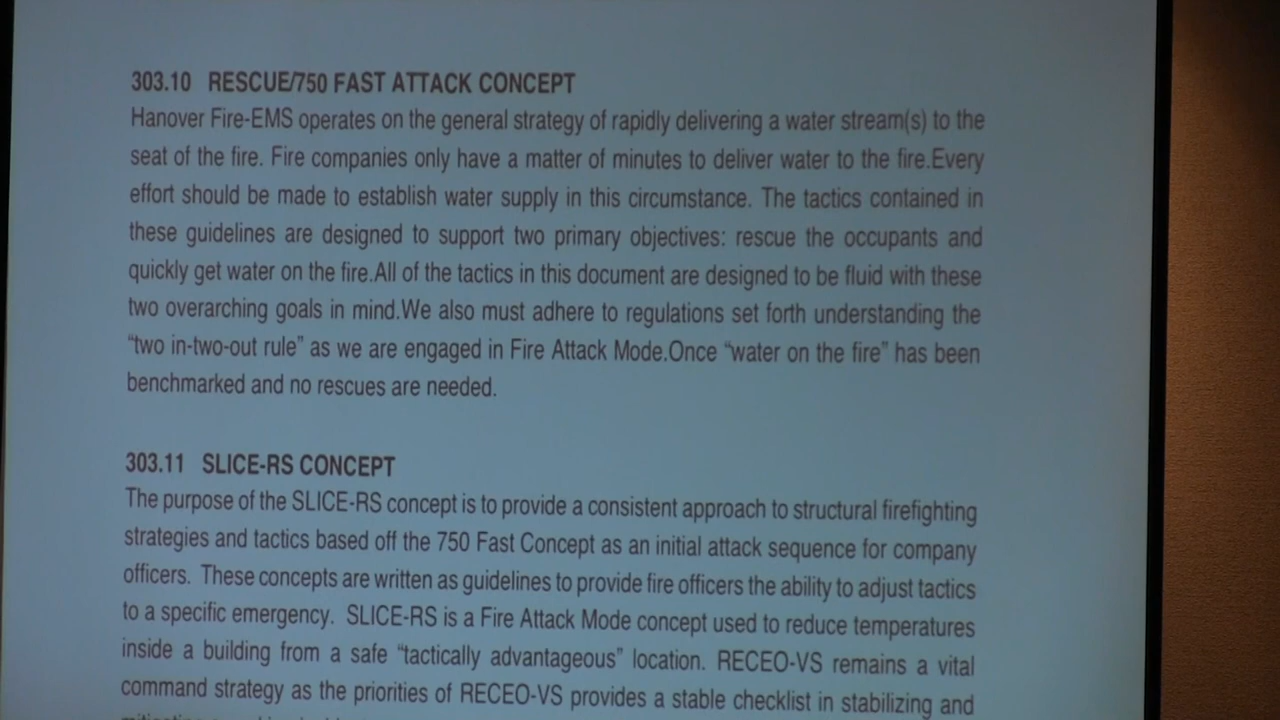 303.10 RESCUE/750 FAST ATTACK CONCEPT
Hanover Fire-EMS operates on the general strategy of rapidly delivering a water stream(s) to the
seat of the fire. Fire companies only have a matter of minutes to deliver water to the fire.Every
effort should be made to establish water supply in this circumstance. The tactics contained in
these guidelines are designed to support two primary objectives: rescue the occupants and
quickly get water on the fire.All of the tactics in this document are designed to be fluid with these
two overarching goals in mind.We also must adhere to regulations set forth understanding the
“two in-two-out rule” as we are engaged in Fire Attack Mode.Once “water on the fire” has been
benchmarked and no rescues are needed.
303.11 SLICE-RS CONCEPT
The purpose of the SLICE-RS concept is to provide a consistent approach to structural firefighting
strategies and tactics based off the 750 Fast Concept as an initial attack sequence for company
officers. These concepts are written as guidelines to provide fire officers the ability to adjust tactics
to a specific emergency. SLICE-RS is a Fire Attack Mode concept used to reduce temperatures
inside a building from a safe “tactically advantageous” location. RECEO-VS remains a vital
command strategy as the priorities of RECEO-VS provides a stable checklist in stabilizing and